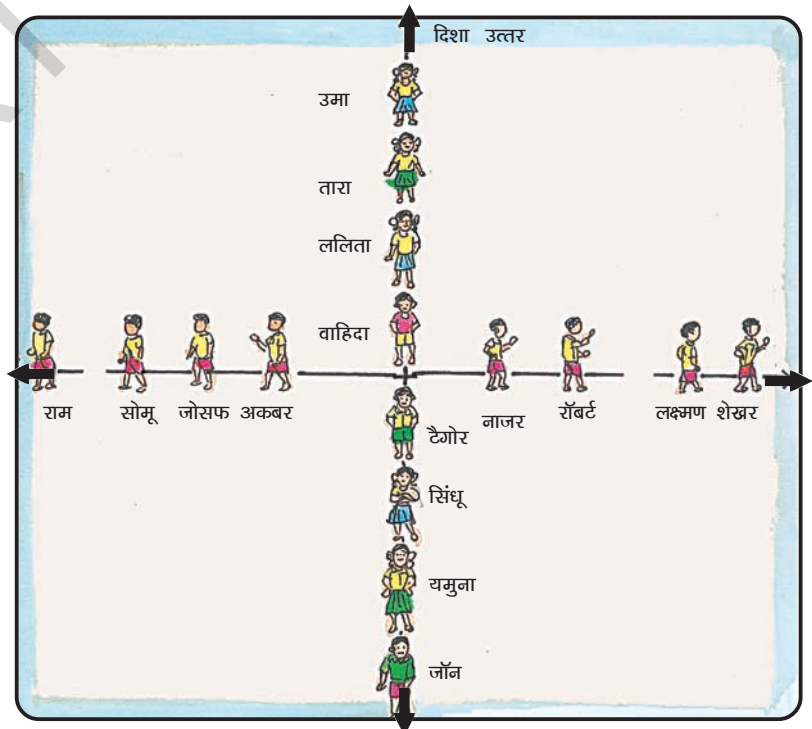 दिशा उत्तर
उमा
तारा
ललिता
वाहिदा
राम सोमू जोसफ अकबर
टैगोर नाजर रॉबर्ट लक्ष्मण शेखर
सिंधू
यमुना
जॉन